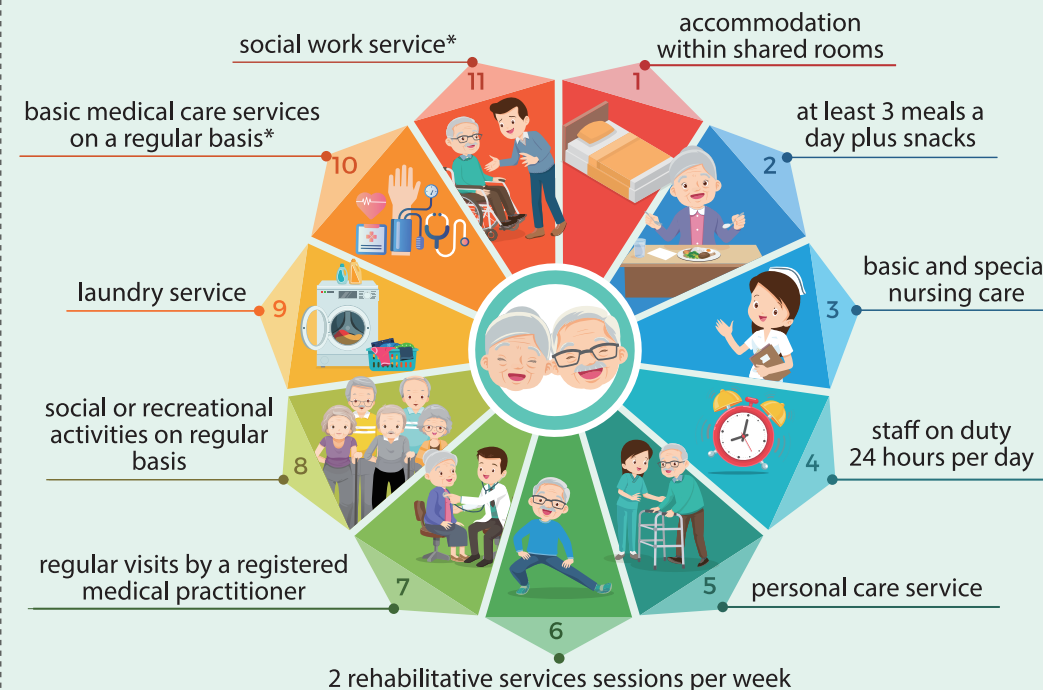 accommodation
within shared rooms
1
at least 3 meals a
day plus snacks
2
basic and specia
nursing care
3
staff on duty
24 hours per day
4
personal care service
5
2 rehabilitative services sessions per week
6
regular visits by a registered
medical practitioner
7
social or recreational
activities on regular
basis
8
laundry service
9
basic medical care services
on a regular basis*
10
social work service*
11